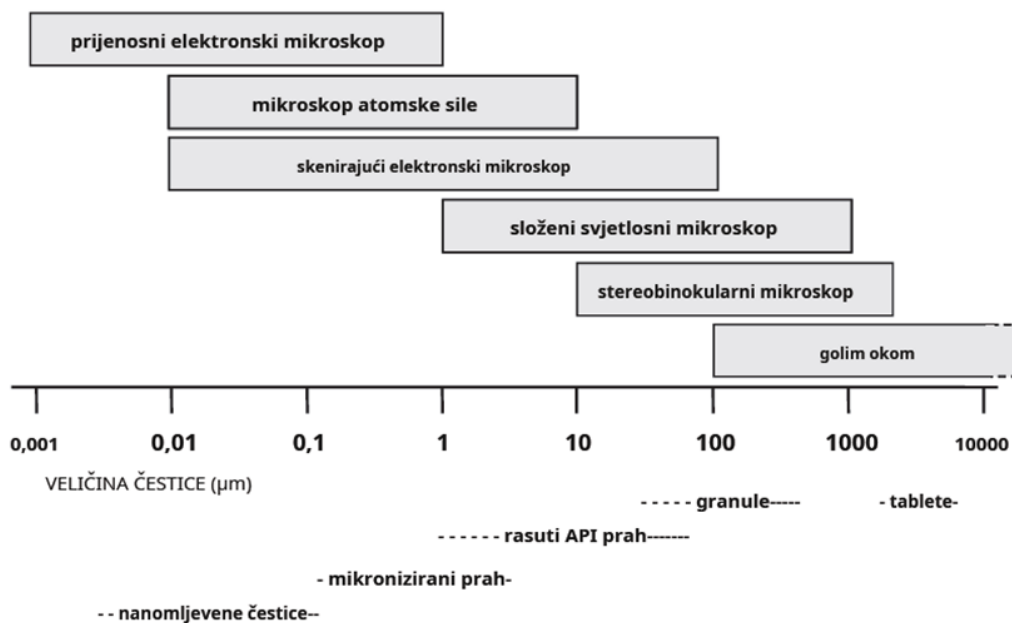 prijenosni elektronski mikroskop
mikroskop atomske sile
skenirajući elektronski mikroskop
složeni svjetlosni mikroskop
stereobinokularni mikroskop
golim okom
0,001 0,01 0,1 1 10 100 1000 10000
VELIČINA ČESTICE (µm)
- - - - - granule----- - tablete-
- - - - - - rasuti API prah-------
- mikronizirani prah-
- - nanomljevene čestice--